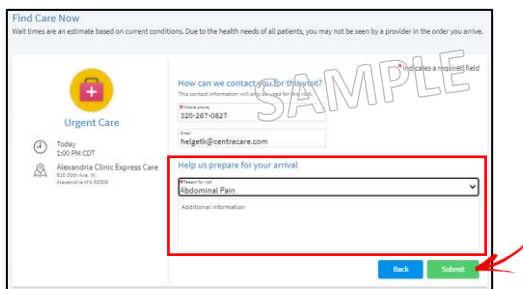 Find Care Now
Wait times are an estimate based on current conditions. Due to the health needs of all patients, you may not be seen by a provider in the order you arrive.
SAMPLE
* Indicates a required field
Urgent Care
Today
1:00 PM CDT
Alexandria Clinic Express Care
Alexandria MN 56308
How can we contact you for this visit?
This contact information will only be used for this visit.
*Mobile phone
320-267-0827
Email
helgetk@centracare.com
Help us prepare for your arrival
*Reason for visit
Abdominal Pain
Additional information
Back
Submit